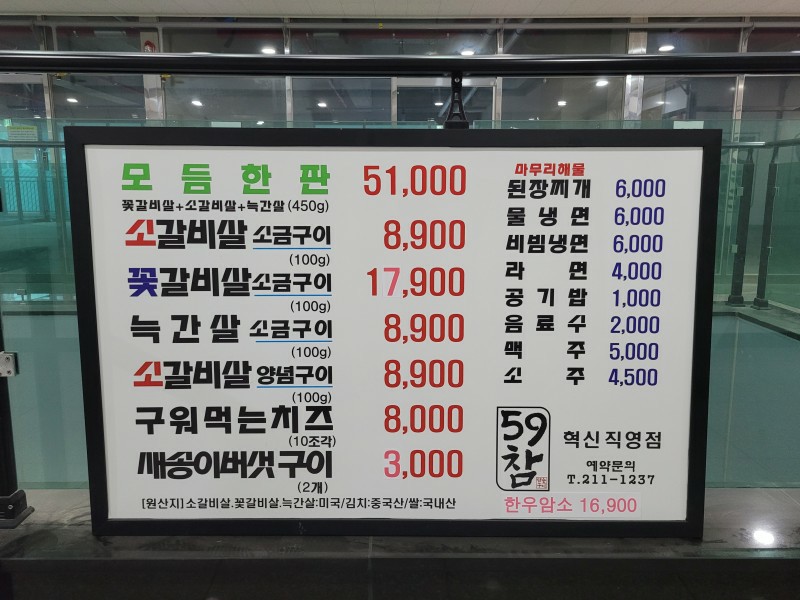 모듬한판 51,000
꽃갈비살+소갈비살+늑간살(450g)
소갈비살 소금구이 8,900
(100g)
꽃갈비살 소금구이 17,900
(100g)
늑간살 소금구이 8,900
(100g)
소갈비살 양념구이 8,900
(100g)
구워먹는치즈 8,000
(10조각)
새송이버섯구이 3,000
(2개)
[원산지]소갈비살.꽃갈비살.늑간살:미국/김치:중국산/쌀:국내산
마무리해물
된장찌개 6,000
물냉면 6,000
비빔냉면 6,000
라면 4,000
공기밥 1,000
음료수 2,000
맥주 5,000
소주 4,500
59
참
혁신직영점
예약문의
T.211-1237
한우암소 16,900